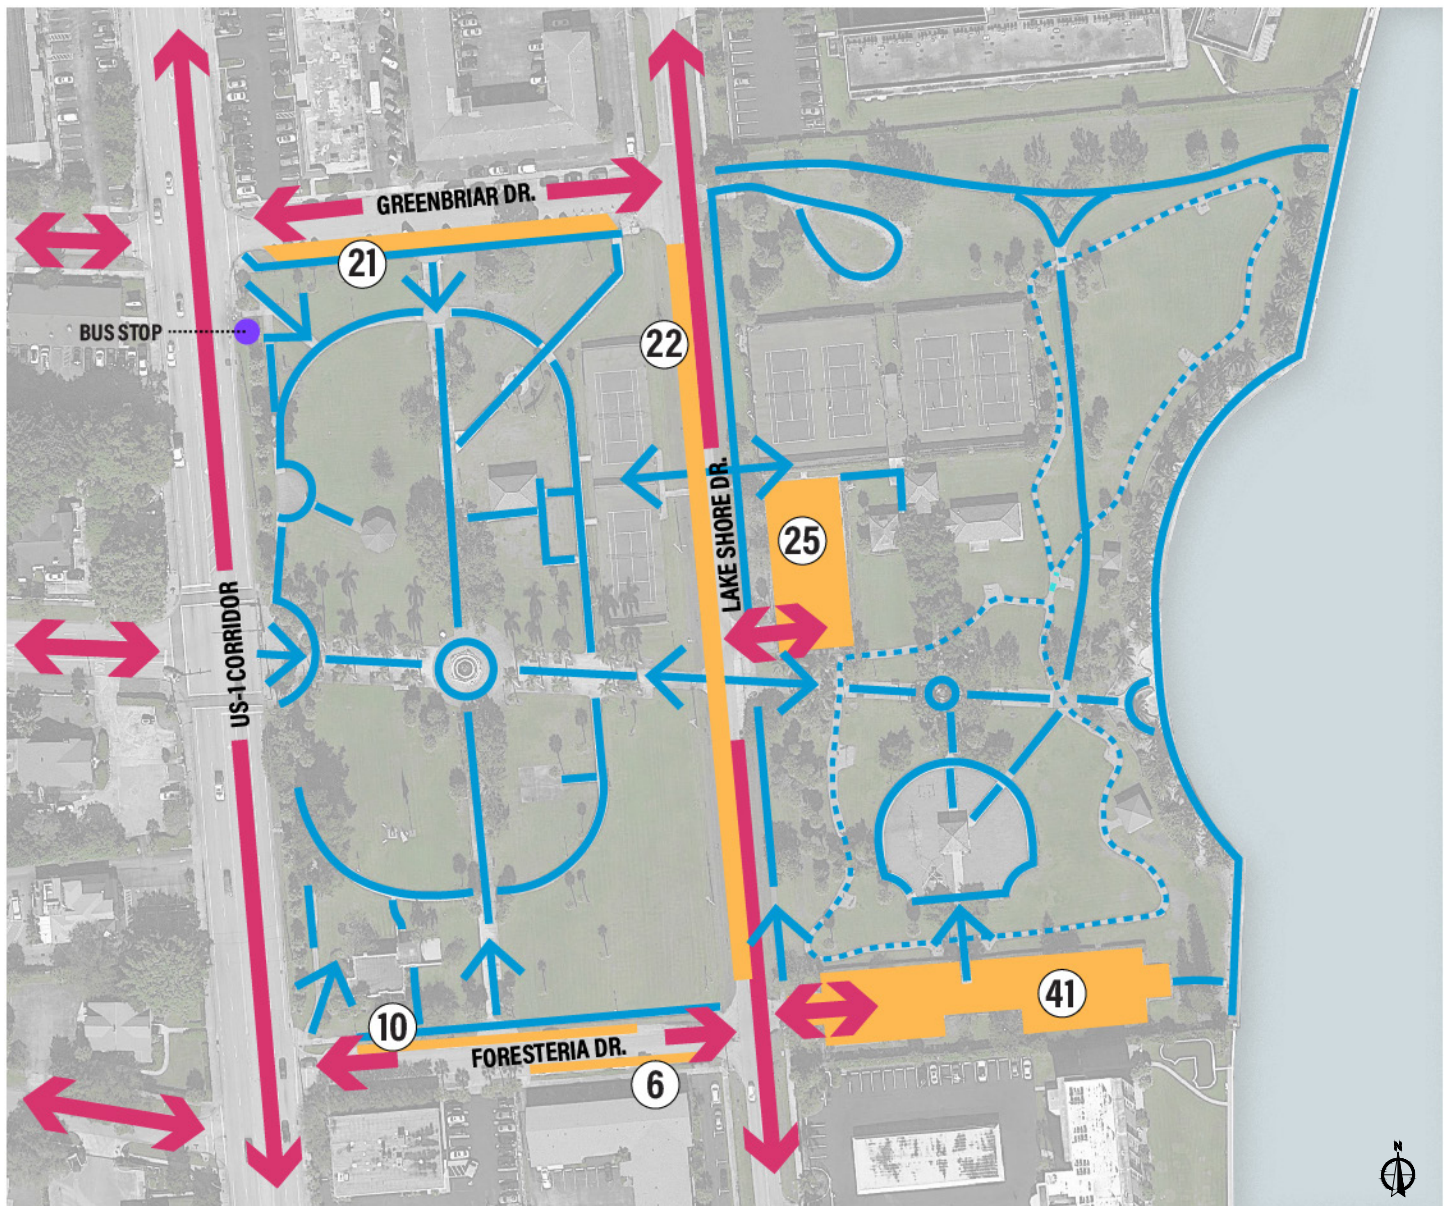 GREENBRIAR DR.
21
BUS STOP
22
LAKE SHORE DR.
25
US-1 CORRIDOR
10
FORESTERIA DR.
41
6
N